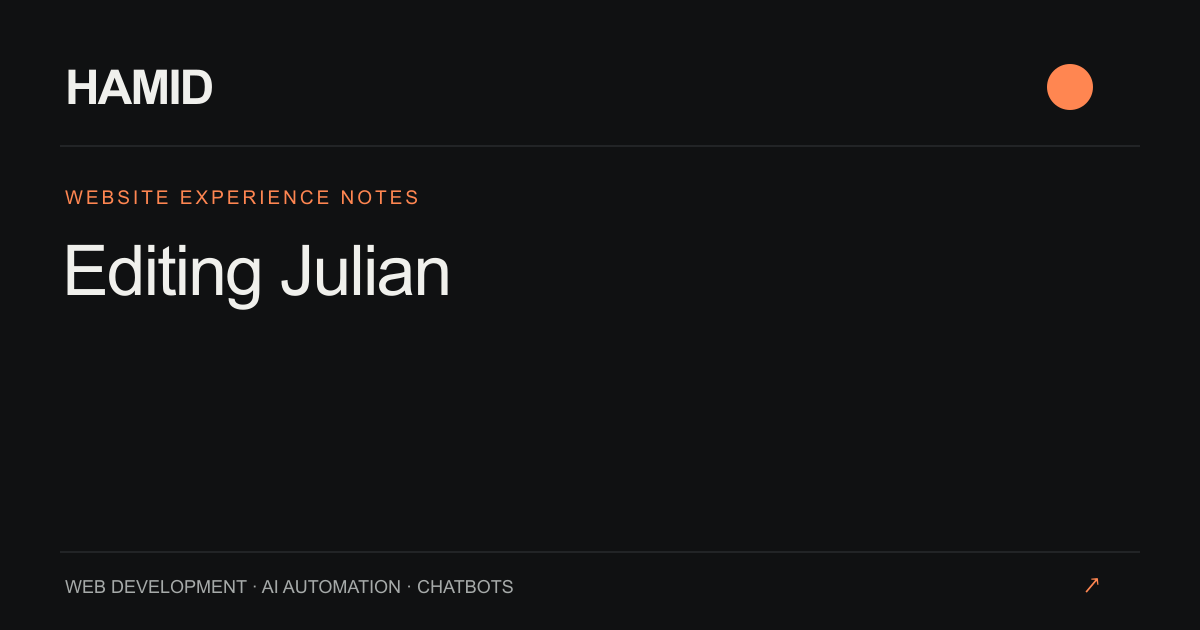 HAMID
WEBSITE EXPERIENCE NOTES
Editing Julian
WEB DEVELOPMENT · AI AUTOMATION · CHATBOTS ↗